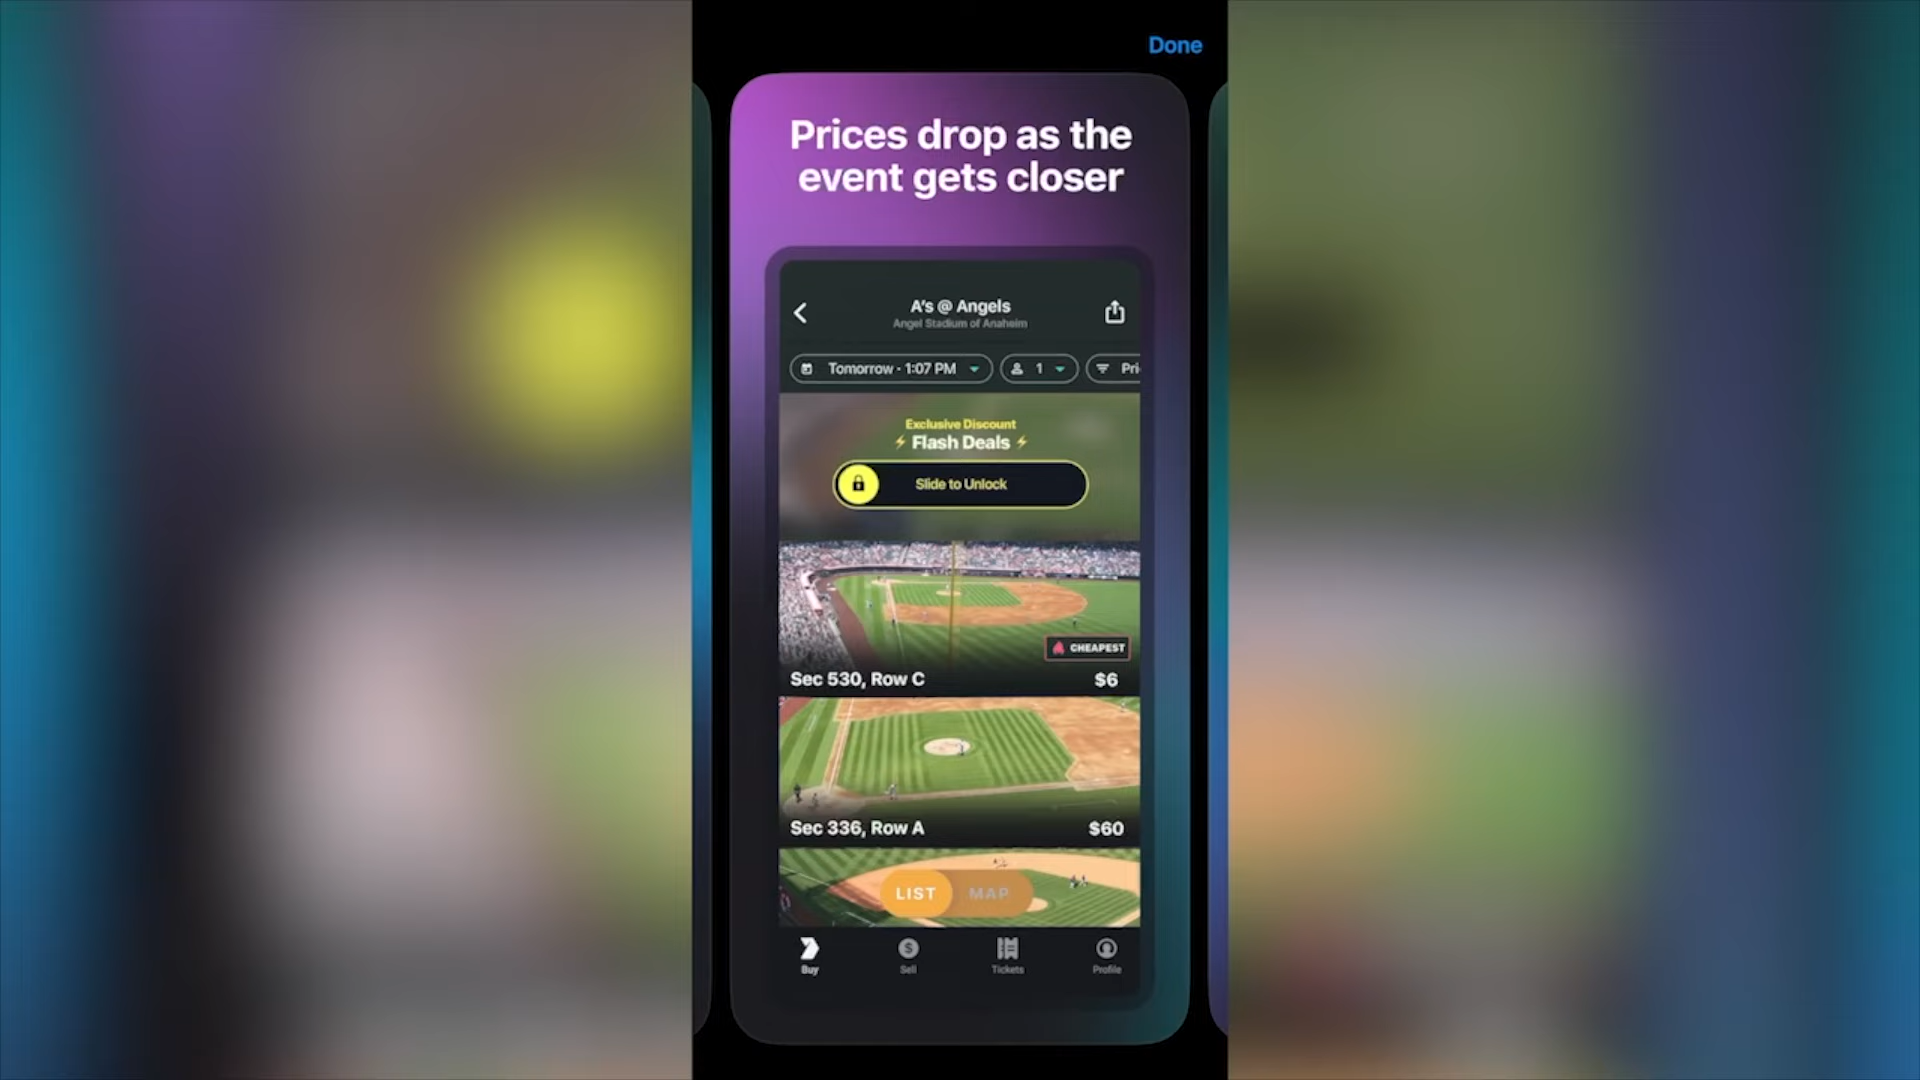 Done
Prices drop as the
event gets closer
A's @ Angels
Angel Stadium of Anaheim
Tomorrow - 1:07 PM
1
Pri
Exclusive Discount
⚡ Flash Deals ⚡
Slide to Unlock
CHEAPEST
Sec 530, Row C
$6
Sec 336, Row A
$60
LIST
MAP
Buy
Sell
Tickets
Profile